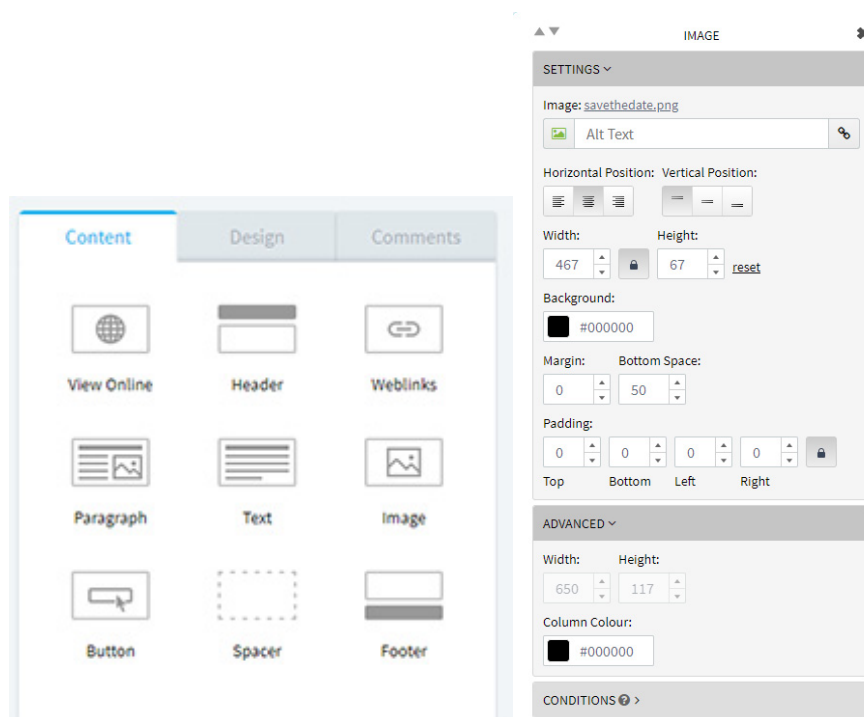 Content Design Comments
View Online Header Weblinks
Paragraph Text Image
Button Spacer Footer
IMAGE
SETTINGS
Image: savethedate.png
Alt Text
Horizontal Position: Vertical Position:
Width: Height:
467 67 reset
Background:
#000000
Margin: Bottom Space:
0 50
Padding:
0 0 0 0
Top Bottom Left Right
ADVANCED
Width: Height:
650 117
Column Colour:
#000000
CONDITIONS ? >